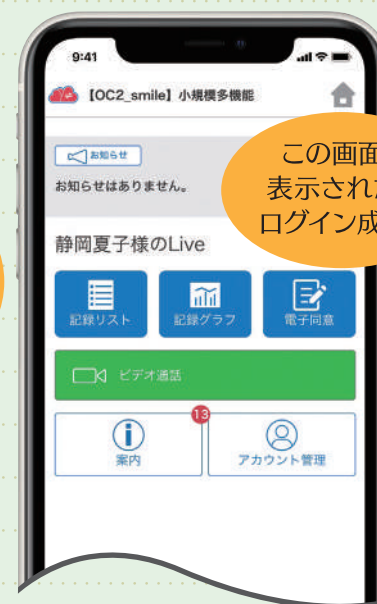 9:41
【OC2_smile】小規模多機能
お知らせ
お知らせはありません。
この画面
表示された
ログイン成
静岡夏子様のLive
記録リスト
記録グラフ
電子同意
ビデオ通話
13
案内
アカウント管理